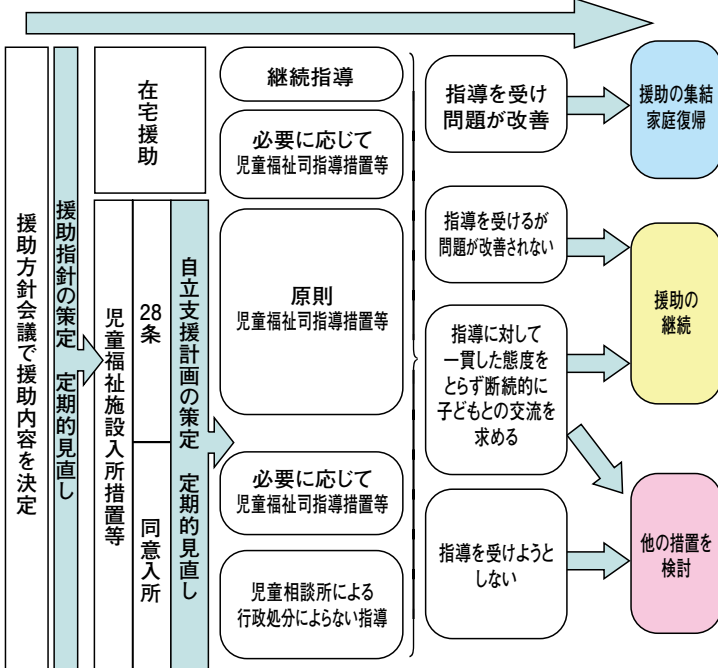 援助方針会議で援助内容を決定
援助指針の策定 定期的見直し
在宅援助
児童福祉施設入所措置等
28条
同意入所
自立支援計画の策定 定期的見直し
継続指導
必要に応じて
児童福祉司指導措置等
原則
児童福祉司指導措置等
必要に応じて
児童福祉司指導措置等
児童相談所による
行政処分によらない指導
指導を受け
問題が改善
指導を受けるが
問題が改善されない
指導に対して
一貫した態度を
とらず断続的に
子どもとの交流を
求める
指導を受けようと
しない
援助の集結
家庭復帰
援助の
継続
他の措置を
検討